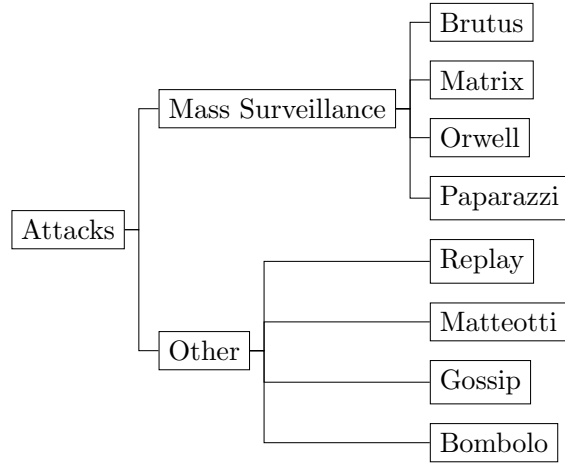 Attacks
Mass Surveillance
Brutus
Matrix
Orwell
Paparazzi
Other
Replay
Matteotti
Gossip
Bombolo